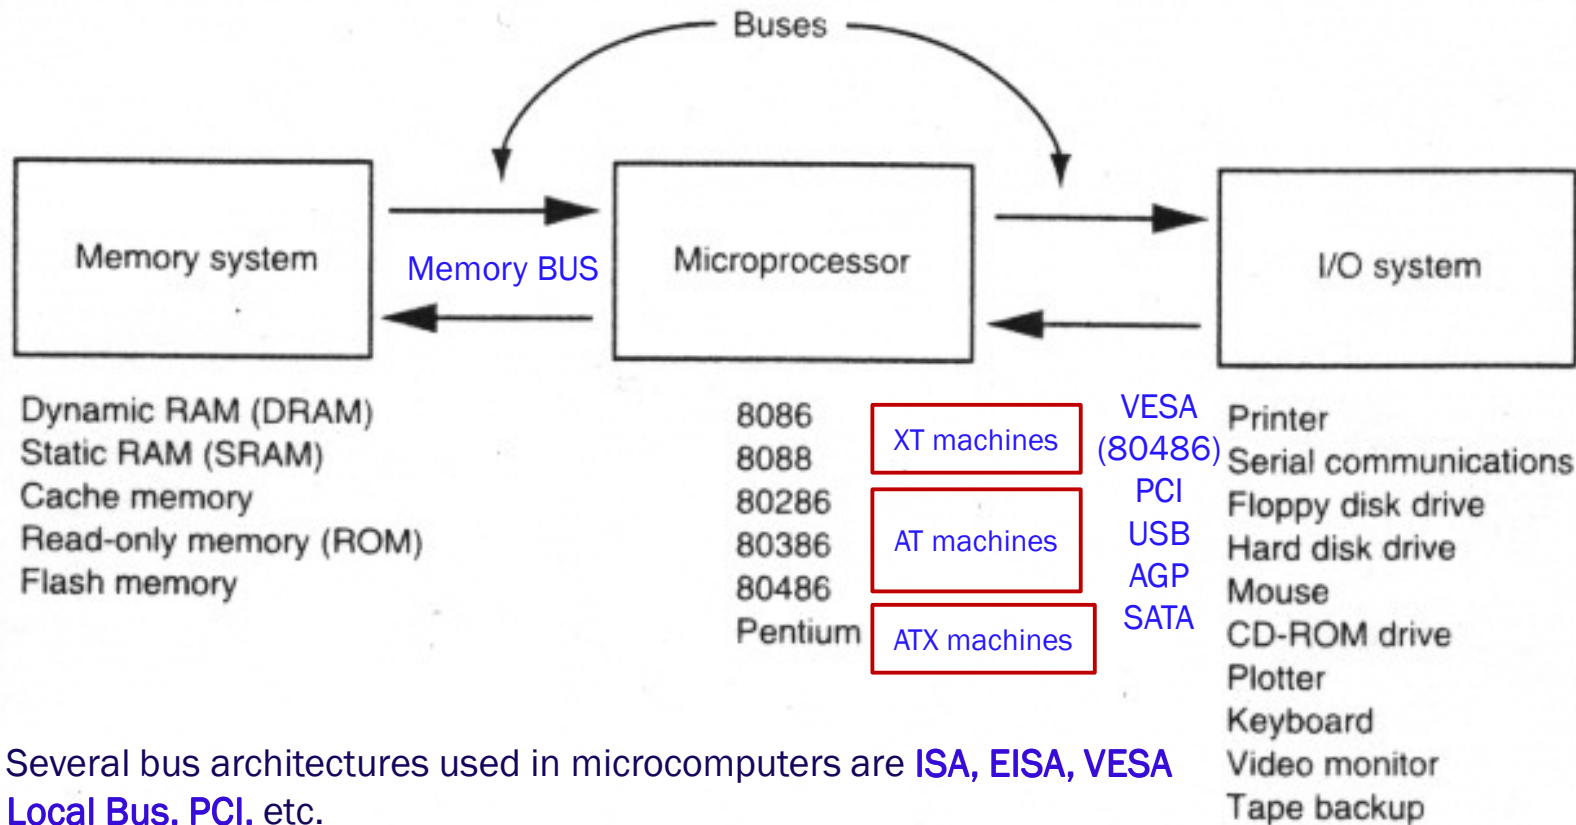 Buses
Memory system
Memory BUS
Microprocessor
I/O system
Dynamic RAM (DRAM)
Static RAM (SRAM)
Cache memory
Read-only memory (ROM)
Flash memory
8086
8088
80286
80386
80486
Pentium
XT machines
AT machines
ATX machines
VESA
(80486)
PCI
USB
AGP
SATA
Printer
Serial communications
Floppy disk drive
Hard disk drive
Mouse
CD-ROM drive
Plotter
Keyboard
Video monitor
Tape backup
Several bus architectures used in microcomputers are ISA, EISA, VESA
Local Bus, PCI, etc.